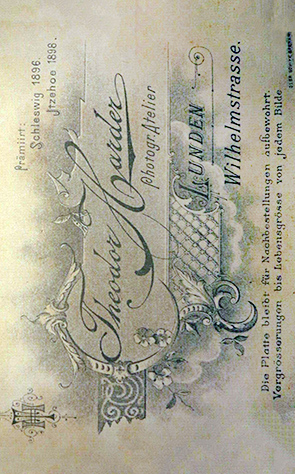 Prämiirt:
Schleswig 1896.
Itzehoe 1898.
Theodor Harder
Photogr. Atelier
LUNDEN
Wilhelmstrasse.
Die Platte bleibt für Nachbestellungen aufbewahrt.
Vergrösserungen bis Lebensgrösse von jedem Bilde